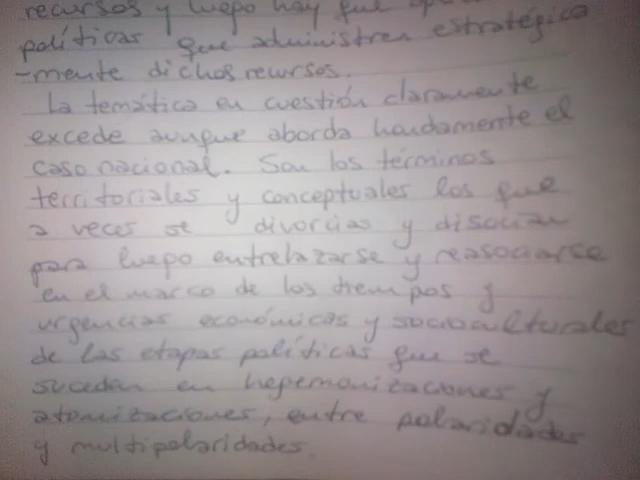 recursos y luego hay que
políticas que administren estratégica
-mente dichos recursos.
La temática en cuestión claramente
excede aunque aborda hondamente el
caso nacional. Son los términos
territoriales y conceptuales los que
a veces se divorcias y disocian
para luego entrelazarse y reasociarse
en el marco de los tiempos y
urgencias económicas y socioculturales
de las etapas políticas que se
suceden en hegemonizaciones y
atomizaciones, entre polaridades
y multipolaridades.